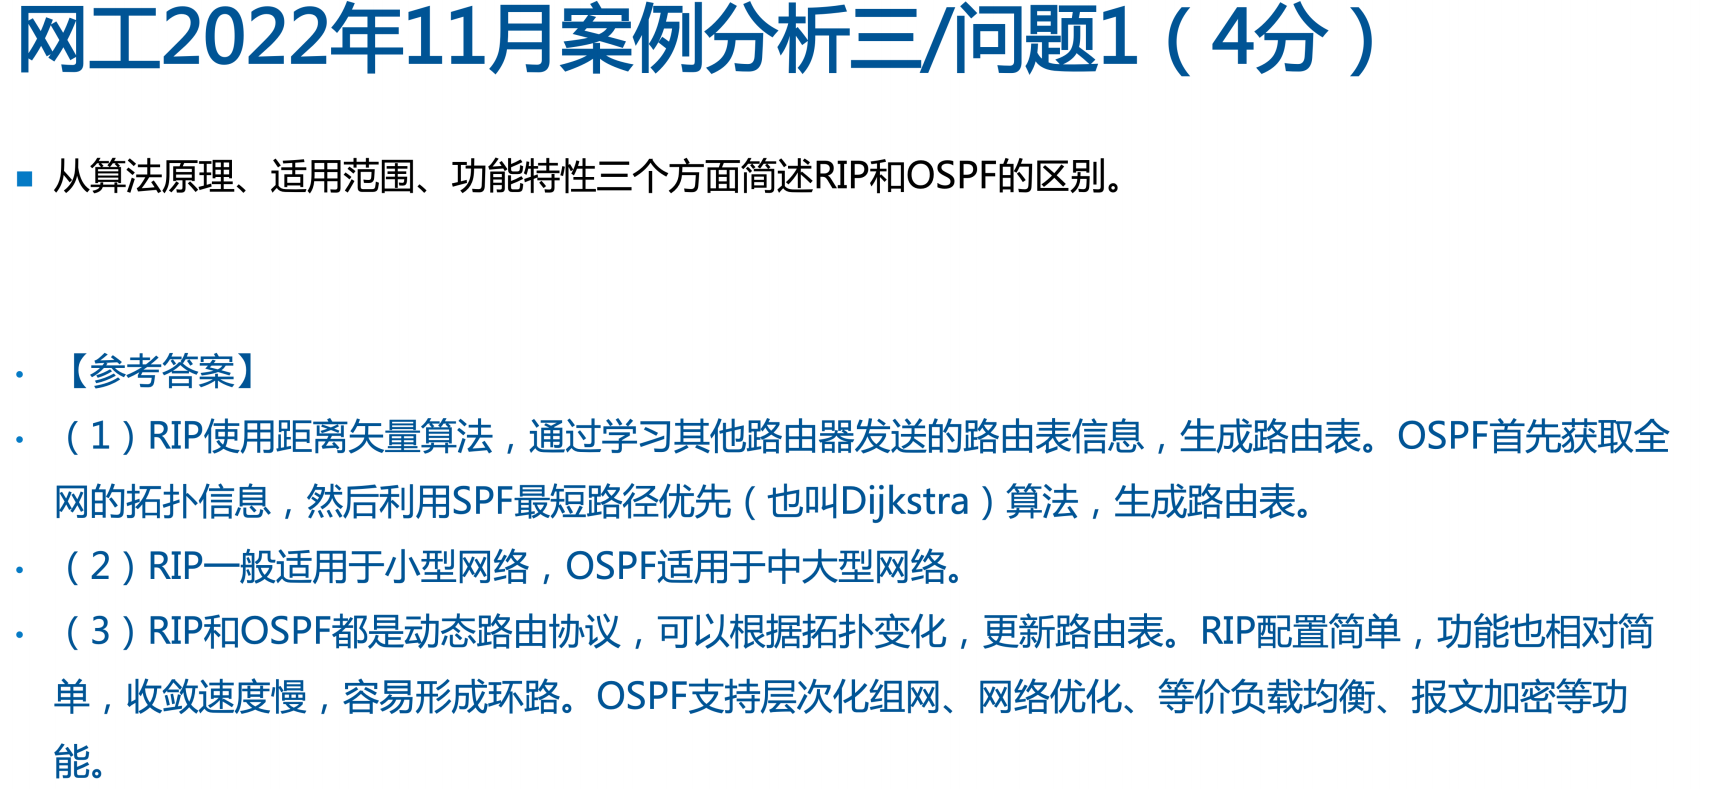 网工2022年11月案例分析三/问题1（4分）
■ 从算法原理、适用范围、功能特性三个方面简述RIP和OSPF的区别。
• 【参考答案】
• （1）RIP使用距离矢量算法，通过学习其他路由器发送的路由表信息，生成路由表。OSPF首先获取全
网的拓扑信息，然后利用SPF最短路径优先（也叫Dijkstra）算法，生成路由表。
• （2）RIP一般适用于小型网络，OSPF适用于中大型网络。
• （3）RIP和OSPF都是动态路由协议，可以根据拓扑变化，更新路由表。RIP配置简单，功能也相对简
单，收敛速度慢，容易形成环路。OSPF支持层次化组网、网络优化、等价负载均衡、报文加密等功
能。